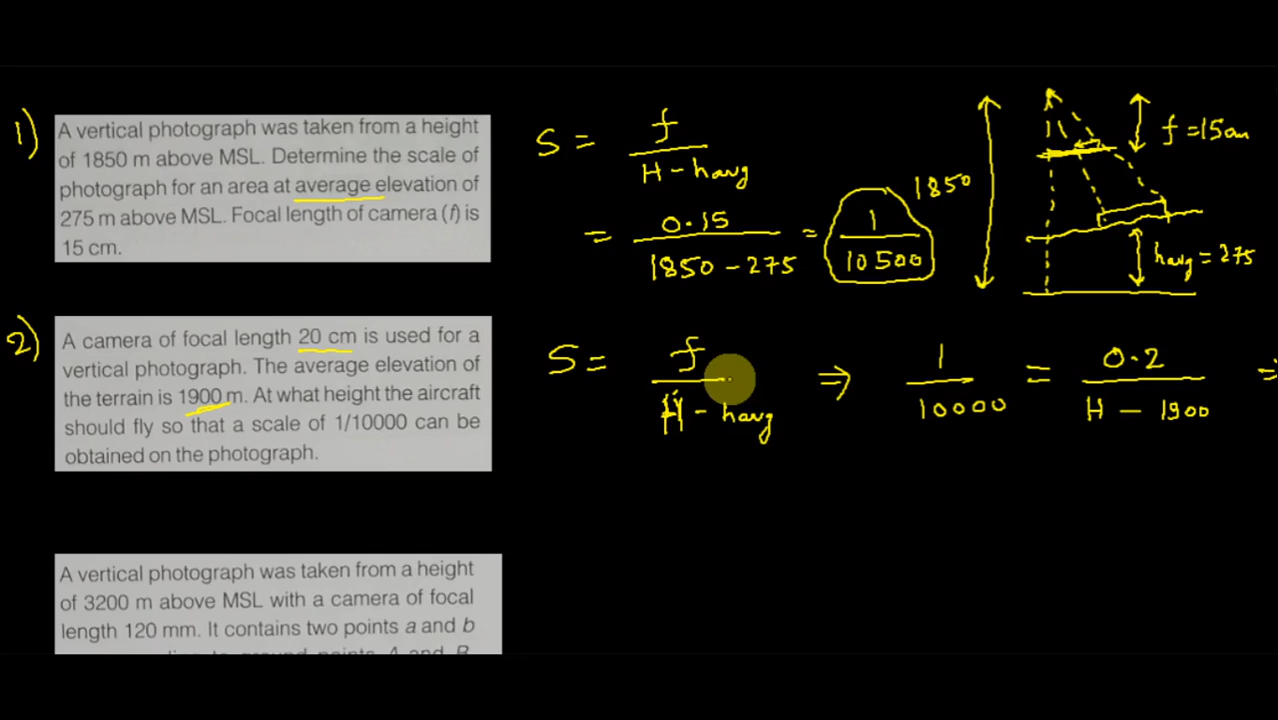 1)
A vertical photograph was taken from a height
of 1850 m above MSL. Determine the scale of
photograph for an area at average elevation of
275 m above MSL. Focal length of camera (f) is
15 cm.
S = f / H - havg
= 0.15 / 1850 - 275 = 1 / 10500
1850
f = 15cm
havg = 275
2)
A camera of focal length 20 cm is used for a
vertical photograph. The average elevation of
the terrain is 1900 m. At what height the aircraft
should fly so that a scale of 1/10000 can be
obtained on the photograph.
S = f / H - havg ⇒ 1 / 10000 = 0.2 / H - 1900 ⇒
A vertical photograph was taken from a height
of 3200 m above MSL with a camera of focal
length 120 mm. It contains two points a and b
to ground points A and B